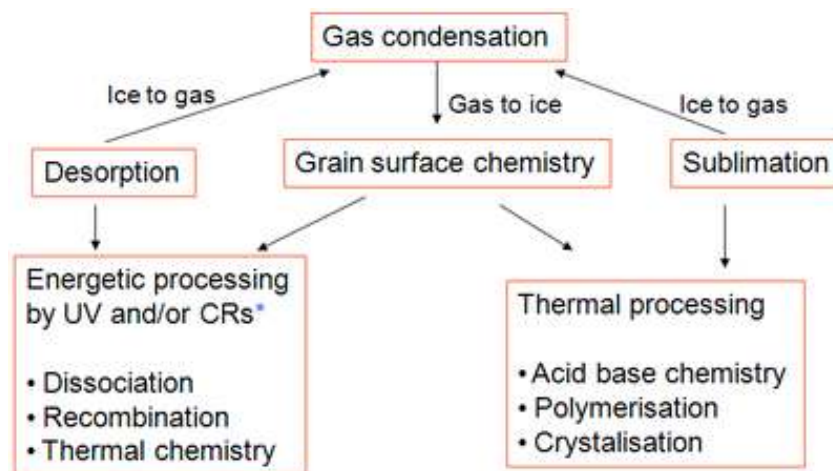 Gas condensation
Ice to gas
Gas to ice
Ice to gas
Desorption
Grain surface chemistry
Sublimation
Energetic processing
by UV and/or CRs*
• Dissociation
• Recombination
• Thermal chemistry
Thermal processing
• Acid base chemistry
• Polymerisation
• Crystalisation